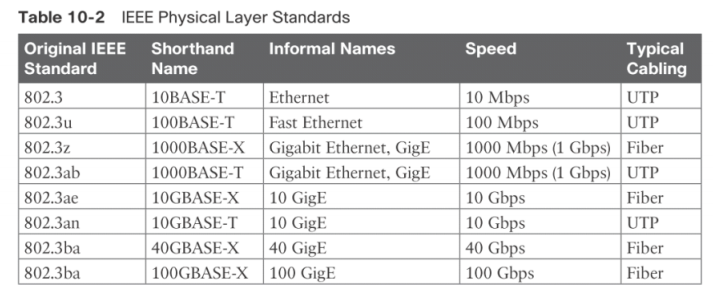 Table 10-2 IEEE Physical Layer Standards
Original IEEE Standard Shorthand Name Informal Names Speed Typical Cabling
802.3 10BASE-T Ethernet 10 Mbps UTP
802.3u 100BASE-T Fast Ethernet 100 Mbps UTP
802.3z 1000BASE-X Gigabit Ethernet, GigE 1000 Mbps (1 Gbps) Fiber
802.3ab 1000BASE-T Gigabit Ethernet, GigE 1000 Mbps (1 Gbps) UTP
802.3ae 10GBASE-X 10 GigE 10 Gbps Fiber
802.3an 10GBASE-T 10 GigE 10 Gbps UTP
802.3ba 40GBASE-X 40 GigE 40 Gbps Fiber
802.3ba 100GBASE-X 100 GigE 100 Gbps Fiber